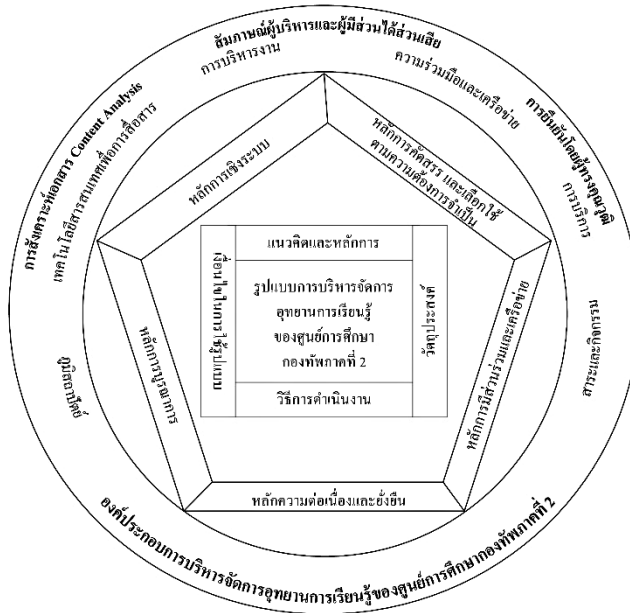 สัมภาษณ์ผู้บริหารและผู้มีส่วนได้ส่วนเสีย
การบริหารงาน
ความร่วมมือและเครือข่าย
การสังเคราะห์เอกสาร Content Analysis
เทคโนโลยีสารสนเทศเพื่อการสื่อสาร
การยืนยันโดยผู้ทรงคุณวุฒิ
การบริการ
สาระและกิจกรรม
ภูมิสถาปัตย์
หลักการเชิงระบบ
หลักการคัดสรร และเลือกใช้
ตามความต้องการจำเป็น
หลักการบูรณาการ
หลักการมีส่วนร่วมและเครือข่าย
หลักความต่อเนื่องและยั่งยืน
แนวคิดและหลักการ
เงื่อนไขในการใช้รูปแบบ
รูปแบบการบริหารจัดการ
อุทยานการเรียนรู้
ของศูนย์การศึกษา
กองทัพภาคที่ 2
วัตถุประสงค์
วิธีการดำเนินงาน
องค์ประกอบการบริหารจัดการอุทยานการเรียนรู้ของศูนย์การศึกษากองทัพภาคที่ 2